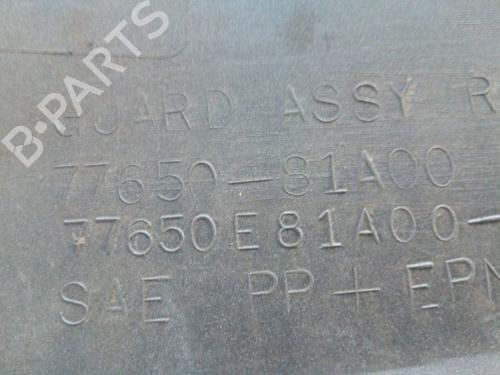 B-PARTS
GUARD ASSY R
77650-81A00
77650E81A00-
SAE PP+EPM